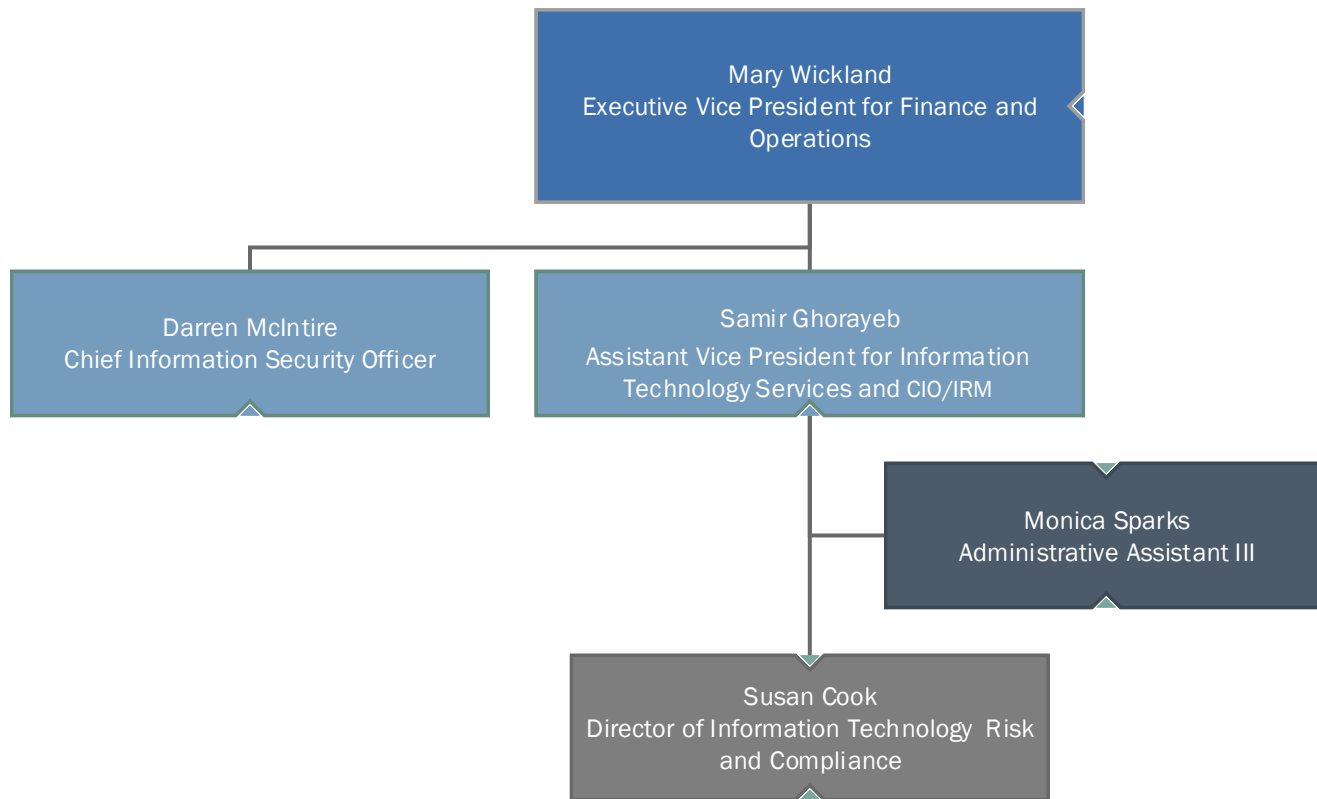 Mary Wickland
Executive Vice President for Finance and
Operations
Darren McIntire
Chief Information Security Officer
Samir Ghorayeb
Assistant Vice President for Information
Technology Services and CIO/IRM
Monica Sparks
Administrative Assistant III
Susan Cook
Director of Information Technology Risk
and Compliance